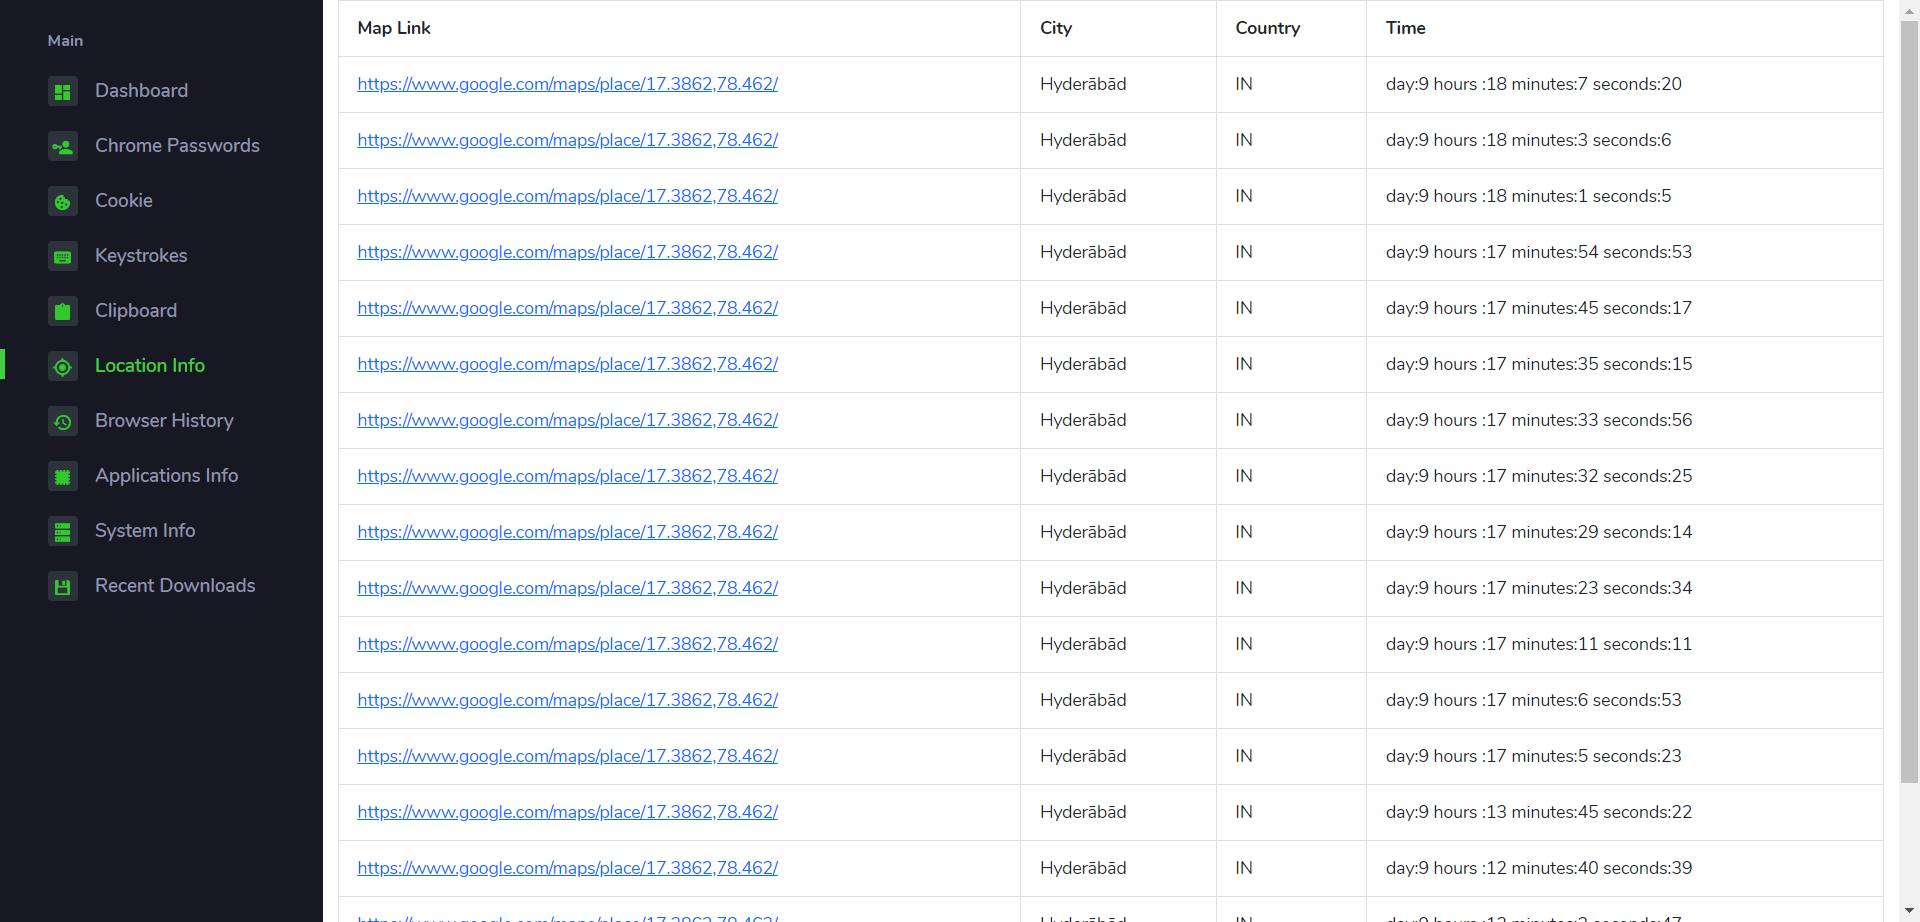 Main
Dashboard
Chrome Passwords
Cookie
Keystrokes
Clipboard
Location Info
Browser History
Applications Info
System Info
Recent Downloads
Map Link City Country Time
https://www.google.com/maps/place/17.3862,78.462/ Hyderābād IN day:9 hours :18 minutes:7 seconds:20
https://www.google.com/maps/place/17.3862,78.462/ Hyderābād IN day:9 hours :18 minutes:3 seconds:6
https://www.google.com/maps/place/17.3862,78.462/ Hyderābād IN day:9 hours :18 minutes:1 seconds:5
https://www.google.com/maps/place/17.3862,78.462/ Hyderābād IN day:9 hours :17 minutes:54 seconds:53
https://www.google.com/maps/place/17.3862,78.462/ Hyderābād IN day:9 hours :17 minutes:45 seconds:17
https://www.google.com/maps/place/17.3862,78.462/ Hyderābād IN day:9 hours :17 minutes:35 seconds:15
https://www.google.com/maps/place/17.3862,78.462/ Hyderābād IN day:9 hours :17 minutes:33 seconds:56
https://www.google.com/maps/place/17.3862,78.462/ Hyderābād IN day:9 hours :17 minutes:32 seconds:25
https://www.google.com/maps/place/17.3862,78.462/ Hyderābād IN day:9 hours :17 minutes:29 seconds:14
https://www.google.com/maps/place/17.3862,78.462/ Hyderābād IN day:9 hours :17 minutes:23 seconds:34
https://www.google.com/maps/place/17.3862,78.462/ Hyderābād IN day:9 hours :17 minutes:11 seconds:11
https://www.google.com/maps/place/17.3862,78.462/ Hyderābād IN day:9 hours :17 minutes:6 seconds:53
https://www.google.com/maps/place/17.3862,78.462/ Hyderābād IN day:9 hours :17 minutes:5 seconds:23
https://www.google.com/maps/place/17.3862,78.462/ Hyderābād IN day:9 hours :13 minutes:45 seconds:22
https://www.google.com/maps/place/17.3862,78.462/ Hyderābād IN day:9 hours :12 minutes:40 seconds:39